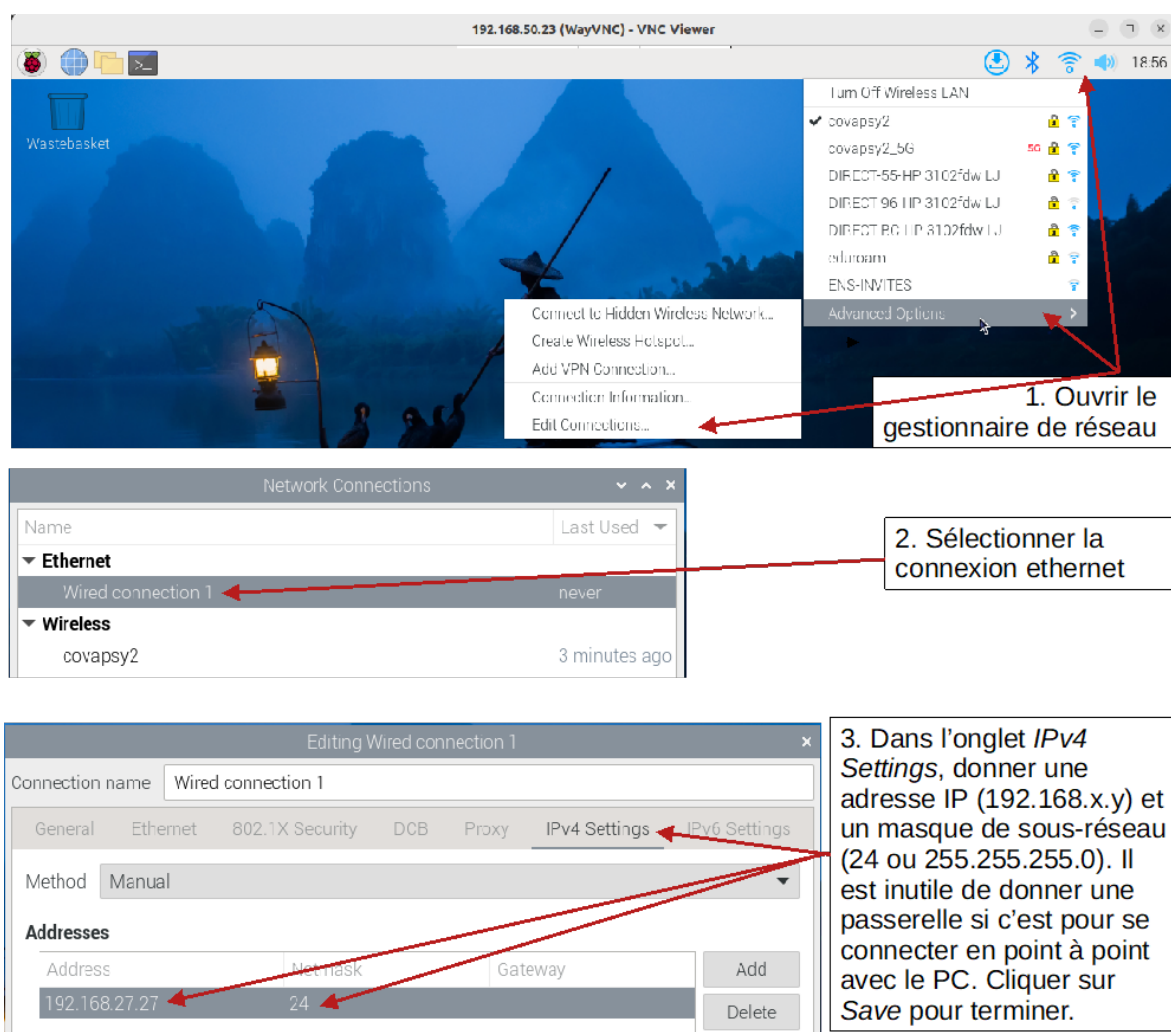 192.168.50.23 (WayVNC) - VNC Viewer
18:56
Wastebasket
Turn Off Wireless LAN
covapsy2
covapsy2_5G 5G
DIRECT-55-HP 3102fdw LJ
DIRECT 96 HP 3102fdw LJ
DIRECT BC HP 3102fdw LJ
eduroam
ENS-INVITES
Advanced Options
Connect to Hidden Wireless Network...
Create Wireless Hotspot...
Add VPN Connection...
Connection Information...
Edit Connections...
1. Ouvrir le
gestionnaire de réseau
Network Connections
Name Last Used
Ethernet
Wired connection 1 never
Wireless
covapsy2 3 minutes ago
2. Sélectionner la
connexion ethernet
Editing Wired connection 1
Connection name Wired connection 1
General Ethernet 802.1X Security DCB Proxy IPv4 Settings IPv6 Settings
Method Manual
Addresses
Address Netmask Gateway
192.168.27.27 24
Add
Delete
3. Dans l’onglet IPv4
Settings, donner une
adresse IP (192.168.x.y) et
un masque de sous-réseau
(24 ou 255.255.255.0). Il
est inutile de donner une
passerelle si c’est pour se
connecter en point à point
avec le PC. Cliquer sur
Save pour terminer.